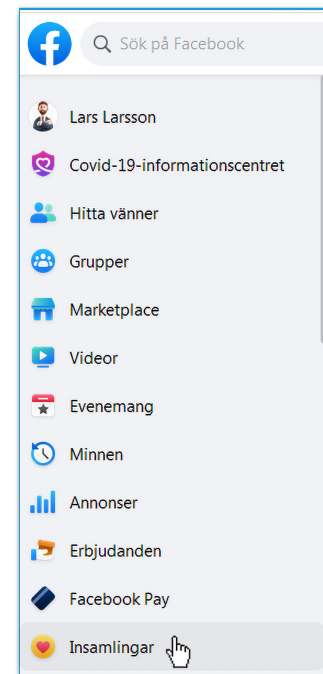 Sök på Facebook
Lars Larsson
Covid-19-informationscentret
Hitta vänner
Grupper
Marketplace
Videor
Evenemang
Minnen
Annonser
Erbjudanden
Facebook Pay
Insamlingar